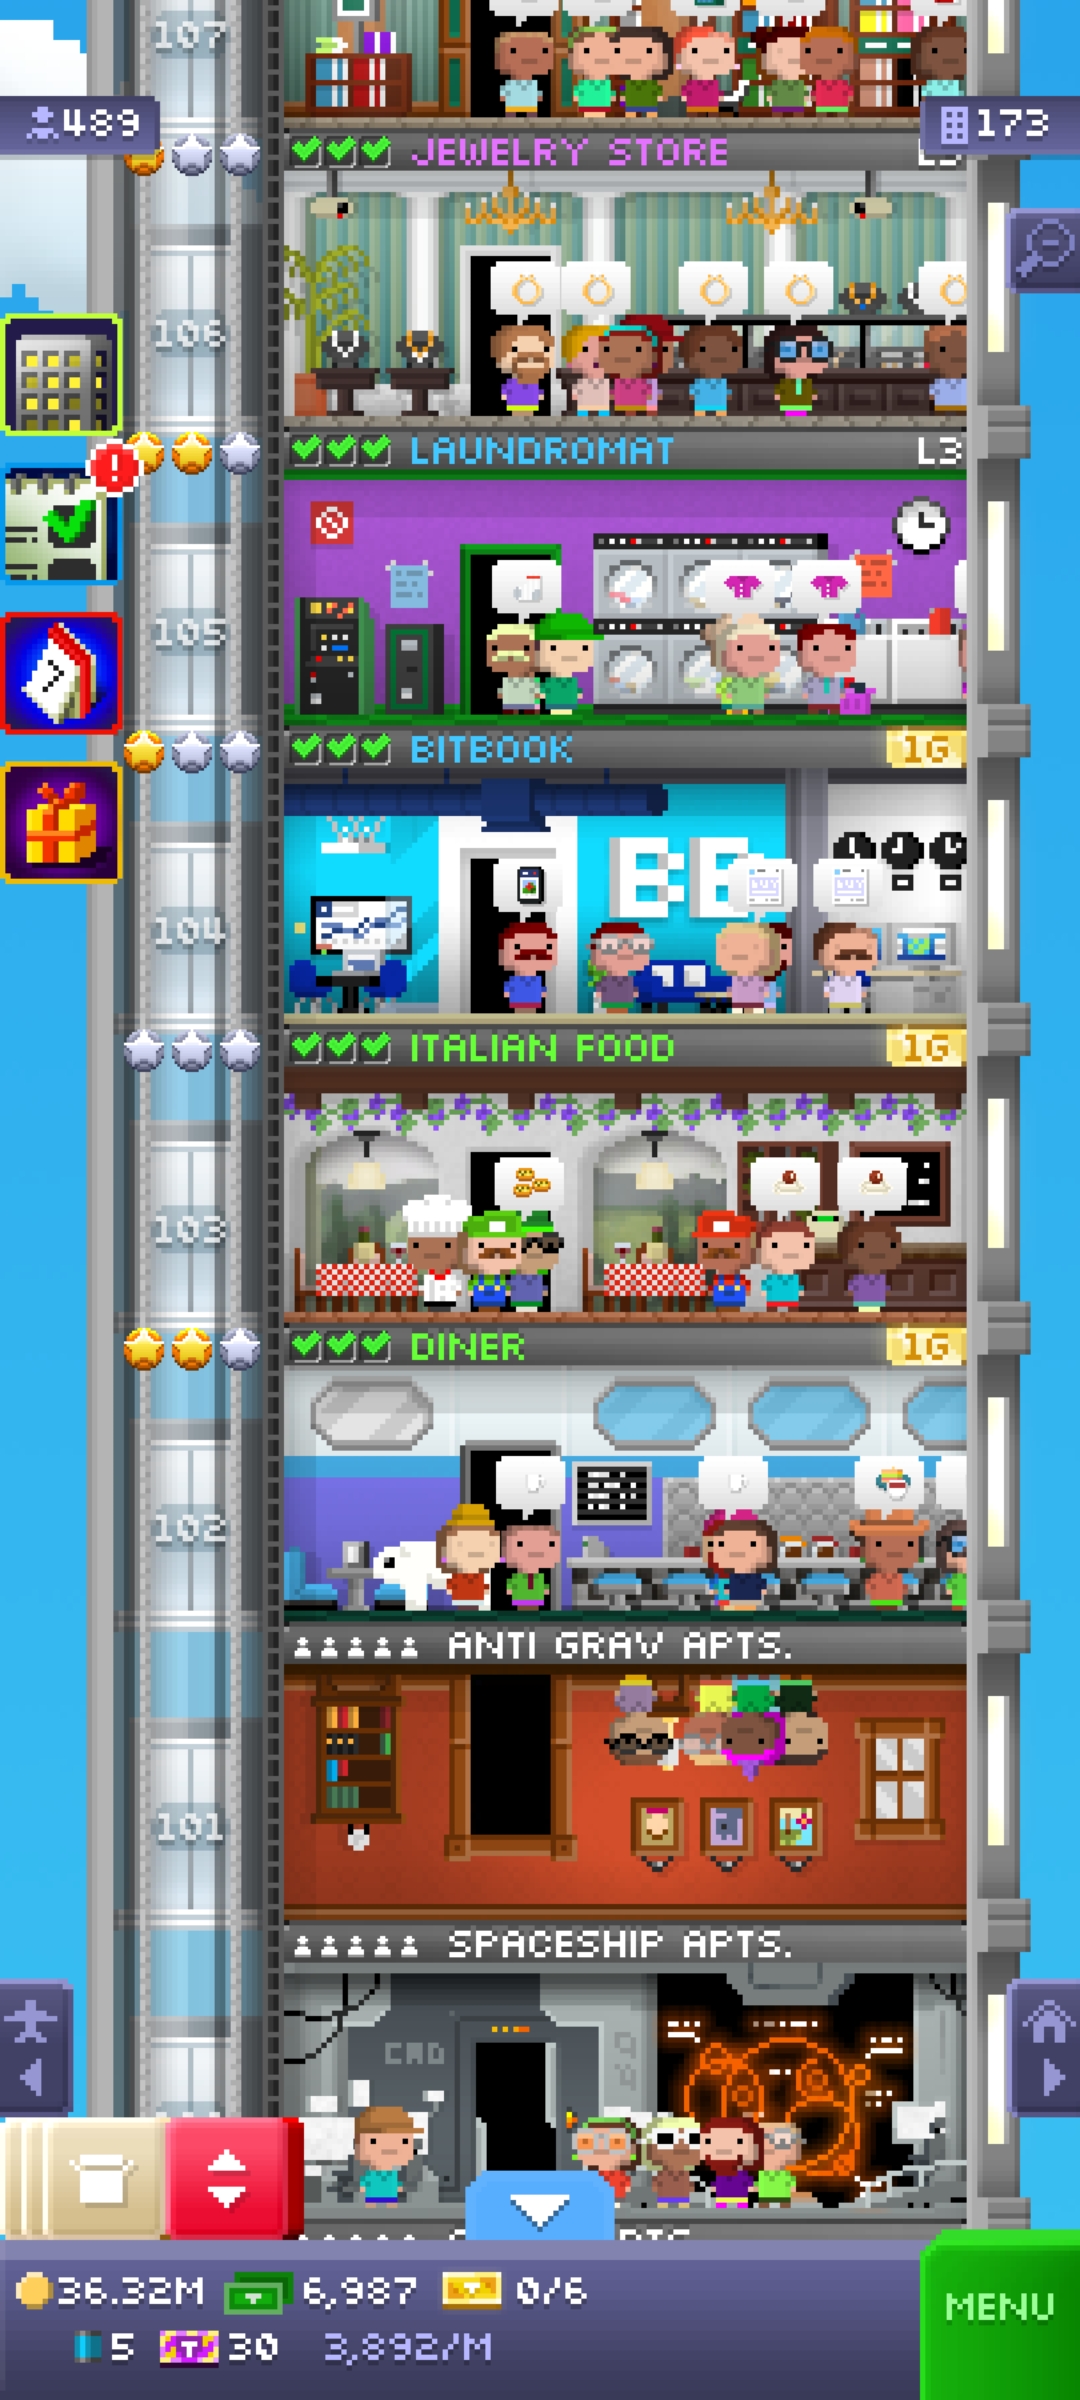 107
489
173
JEWELRY STORE
106
LAUNDROMAT L3
105
BITBOOK 1G
104
ITALIAN FOOD 1G
103
DINER 1G
102
ANTI GRAV APTS.
101
SPACESHIP APTS.
CRD
36.32M 6,987 0/6
5 T 30 3,892/M
MENU